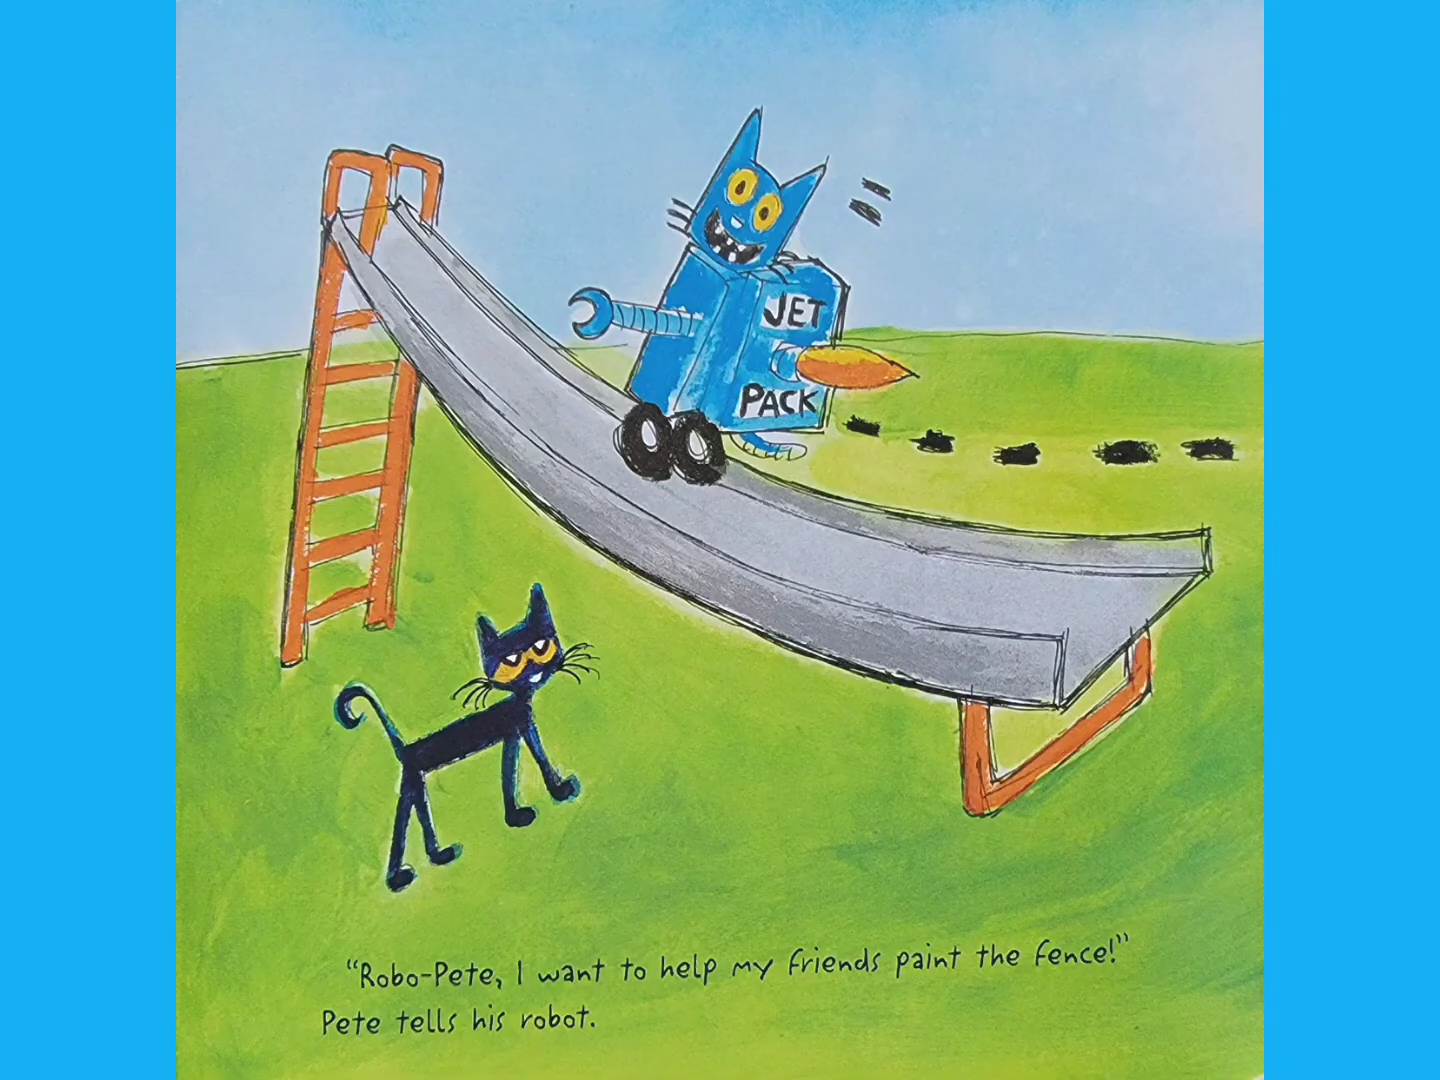 JET
PACK
“Robo-Pete, I want to help my friends paint the fence!”
Pete tells his robot.